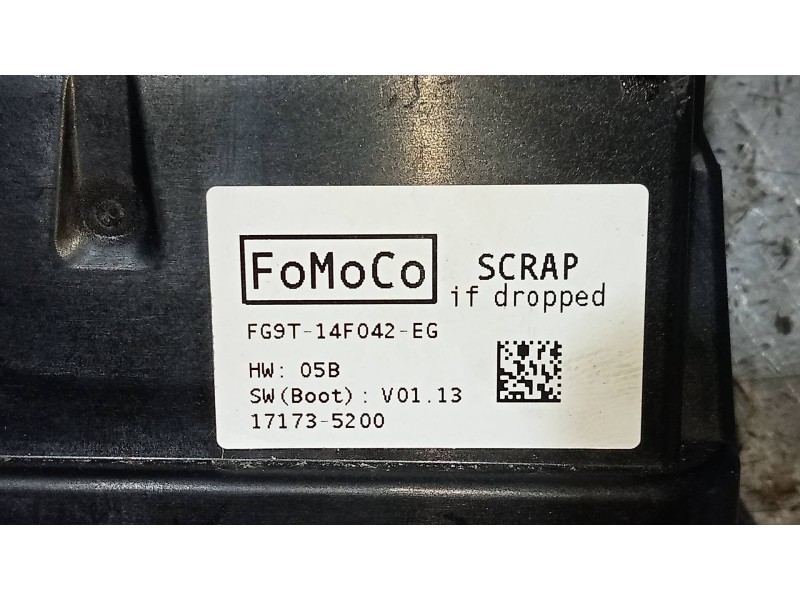 FoMoCo
SCRAP
if dropped
FG9T-14F042-EG
HW: 05B
SW(Boot): V01.13
17173-5200